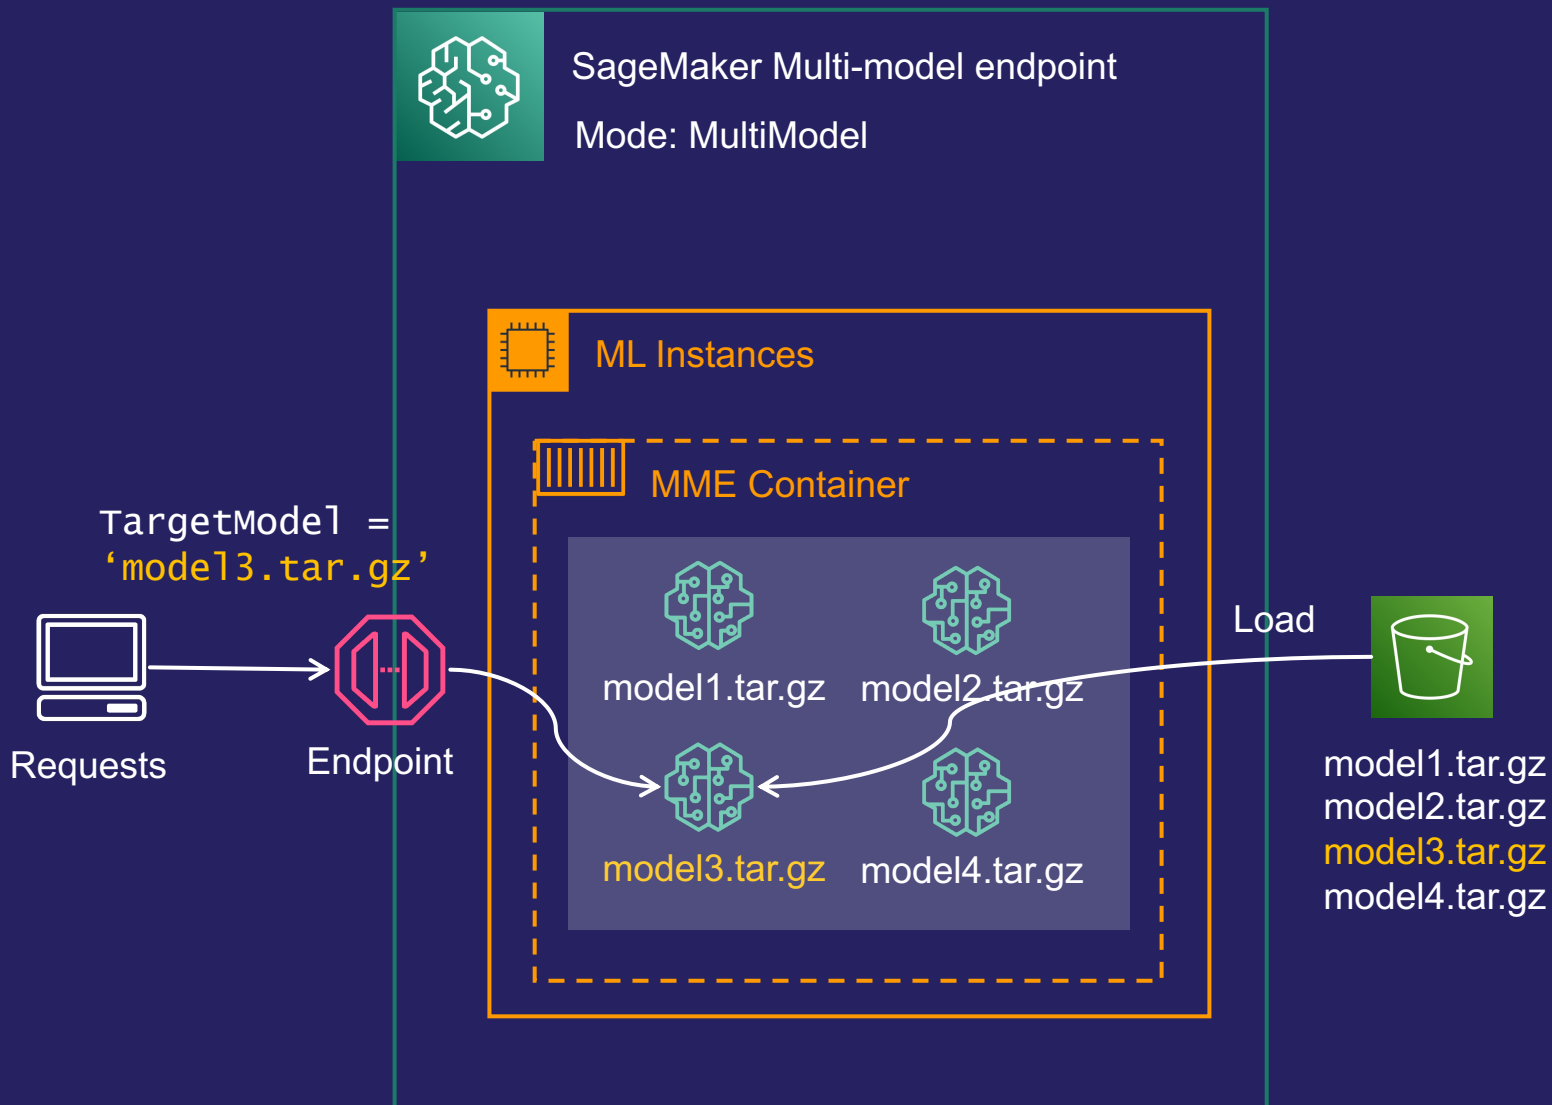 SageMaker Multi-model endpoint
Mode: MultiModel
ML Instances
MME Container
TargetModel =
‘model3.tar.gz’
Requests
Endpoint
model1.tar.gz
model2.tar.gz
model3.tar.gz
model4.tar.gz
Load
model1.tar.gz
model2.tar.gz
model3.tar.gz
model4.tar.gz